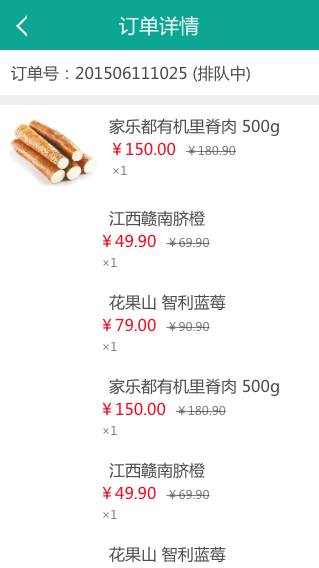 订单详情
订单号：201506111025 (排队中)
家乐都有机里脊肉 500g
￥150.00 ￥180.90
×1
江西赣南脐橙
￥49.90 ￥69.90
×1
花果山 智利蓝莓
￥79.00 ￥90.90
×1
家乐都有机里脊肉 500g
￥150.00 ￥180.90
×1
江西赣南脐橙
￥49.90 ￥69.90
×1
花果山 智利蓝莓